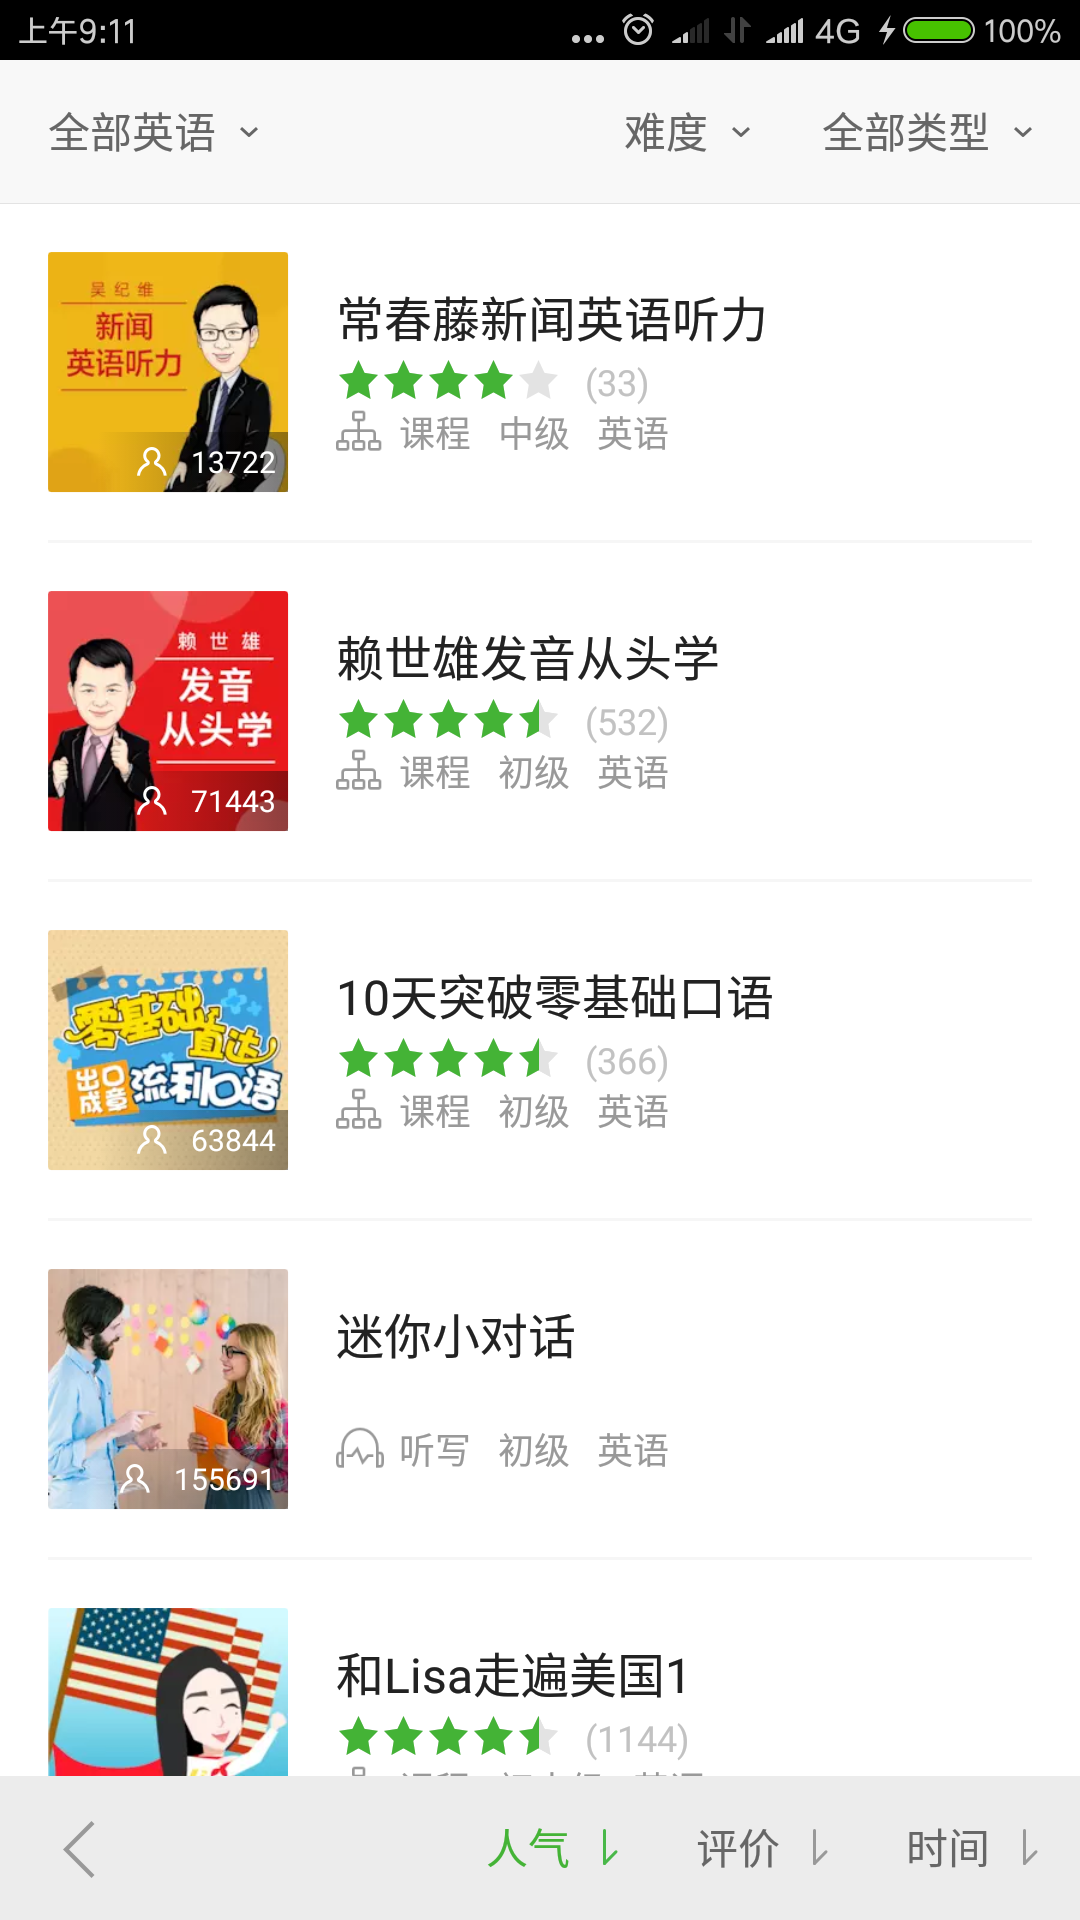 上午9:11 ... 4G 100%
全部英语 难度 全部类型
吴纪维
新闻
英语听力
13722
常春藤新闻英语听力
(33)
课程 中级 英语
赖世雄
发音
从头学
71443
赖世雄发音从头学
(532)
课程 初级 英语
零基础
直达
出口成章
流利口语
63844
10天突破零基础口语
(366)
课程 初级 英语
155691
迷你小对话
听写 初级 英语
和Lisa走遍美国1
(1144)
人气 评价 时间